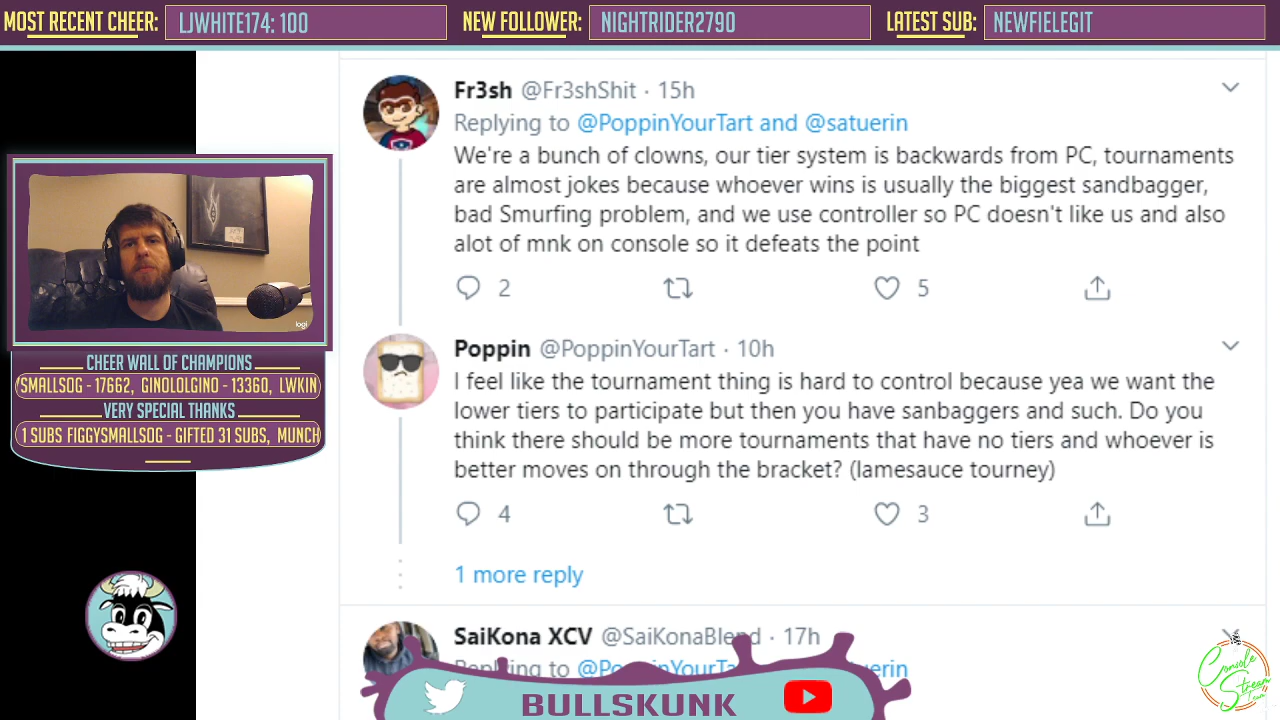 MOST RECENT CHEER: LJWHITE174: 100 NEW FOLLOWER: NIGHTRIDER2790 LATEST SUB: NEWFIELEGIT
Fr3sh @Fr3shShit · 15h
Replying to @PoppinYourTart and @satuerin
We're a bunch of clowns, our tier system is backwards from PC, tournaments
are almost jokes because whoever wins is usually the biggest sandbagger,
bad Smurfing problem, and we use controller so PC doesn't like us and also
alot of mnk on console so it defeats the point
2 5
Poppin @PoppinYourTart · 10h
I feel like the tournament thing is hard to control because yea we want the
lower tiers to participate but then you have sanbaggers and such. Do you
think there should be more tournaments that have no tiers and whoever is
better moves on through the bracket? (lamesauce tourney)
4 3
1 more reply
SaiKona XCV @SaiKonaBlend · 17h
Replying to @PoppinYourTa uerin
logi
CHEER WALL OF CHAMPIONS
SMALLSOG - 17662, GINOLOLGINO - 13360, LWKIN
VERY SPECIAL THANKS
1 SUBS FIGGYSMALLSOG - GIFTED 31 SUBS, MUNCH
BULLSKUNK
Console
Stream
.com